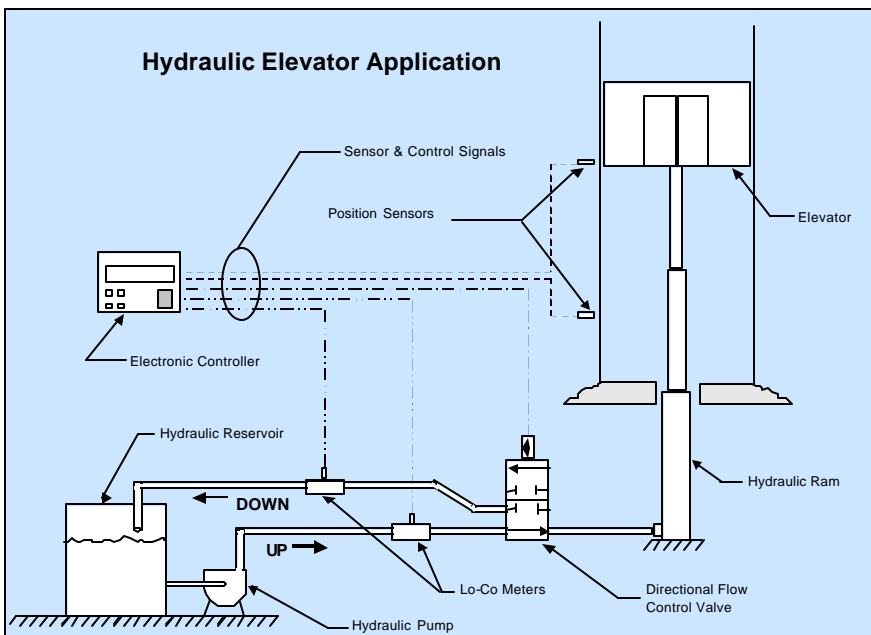 Hydraulic Elevator Application
Sensor & Control Signals
Position Sensors
Elevator
Electronic Controller
Hydraulic Reservoir
Hydraulic Ram
DOWN
UP
Lo-Co Meters
Directional Flow
Control Valve
Hydraulic Pump